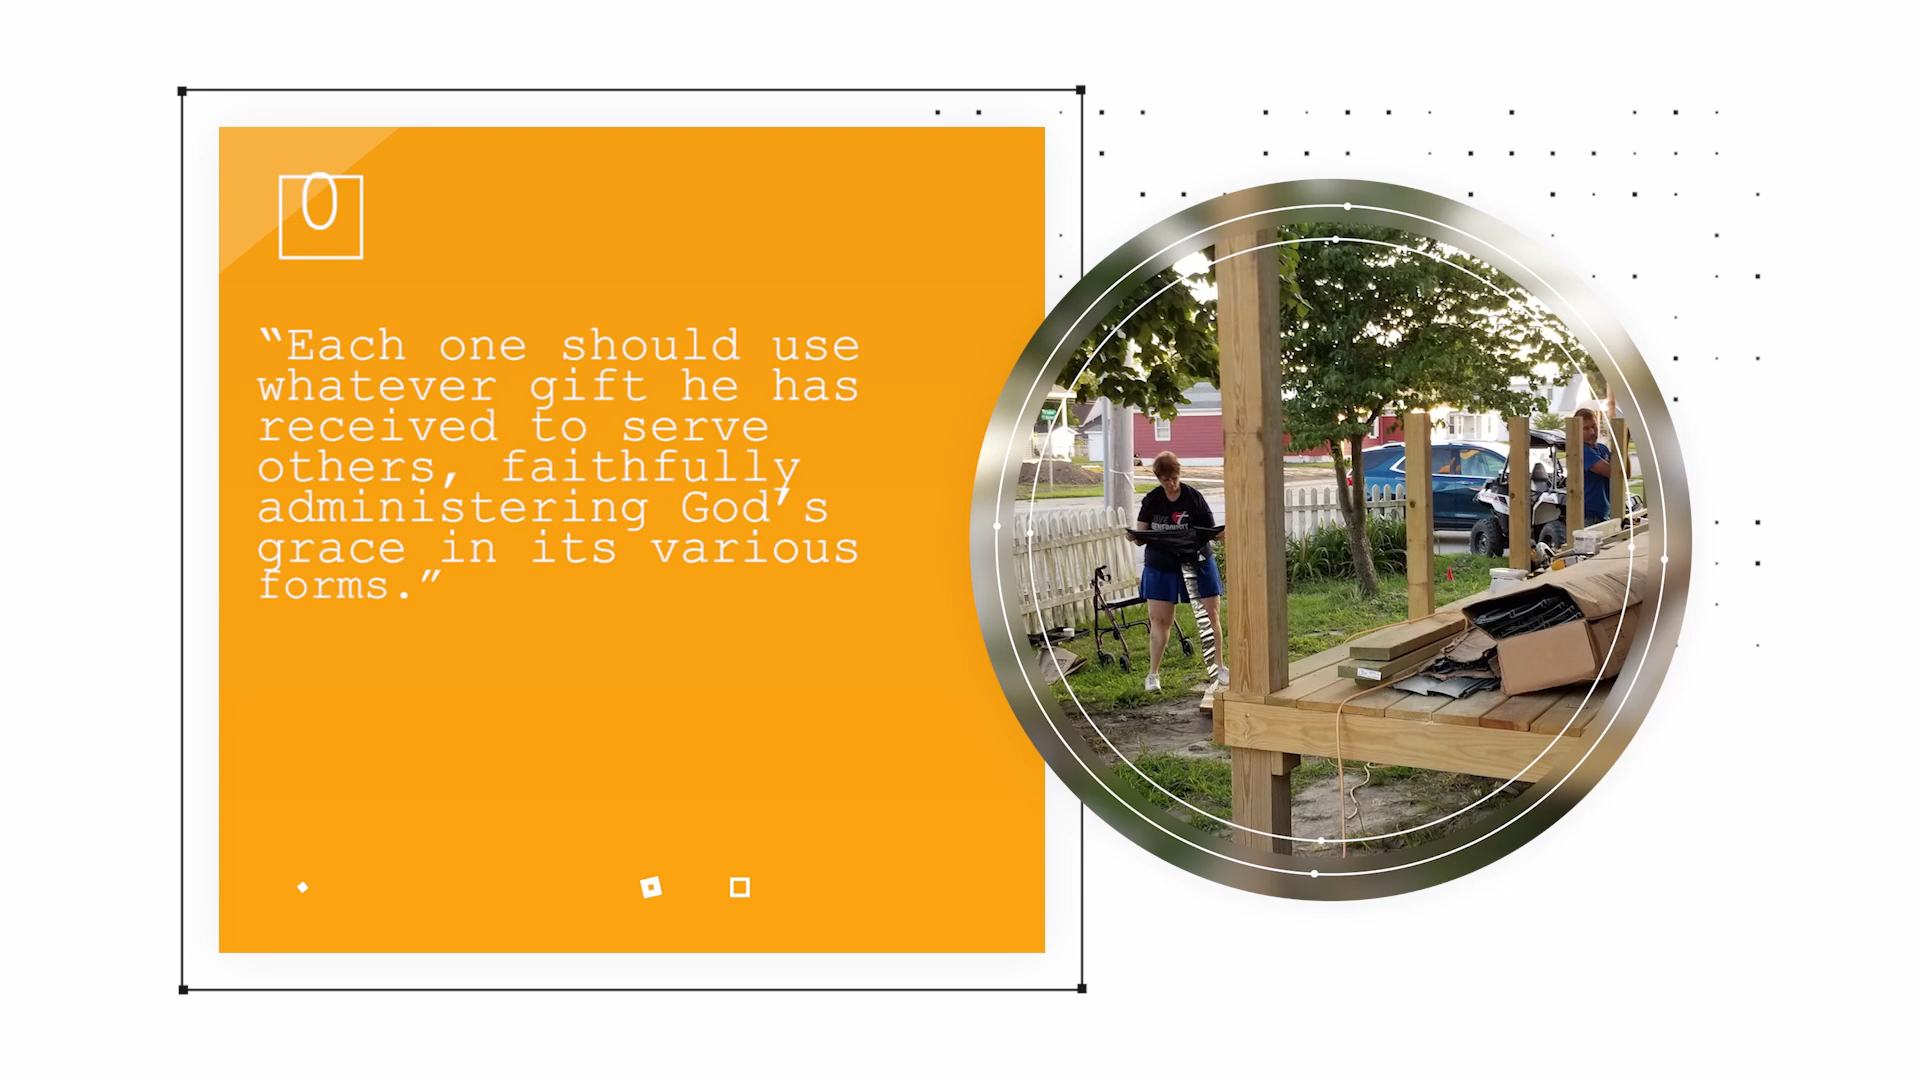 0
“Each one should use
whatever gift he has
received to serve
others, faithfully
administering God’s
grace in its various
forms.”
GENEROUSLY